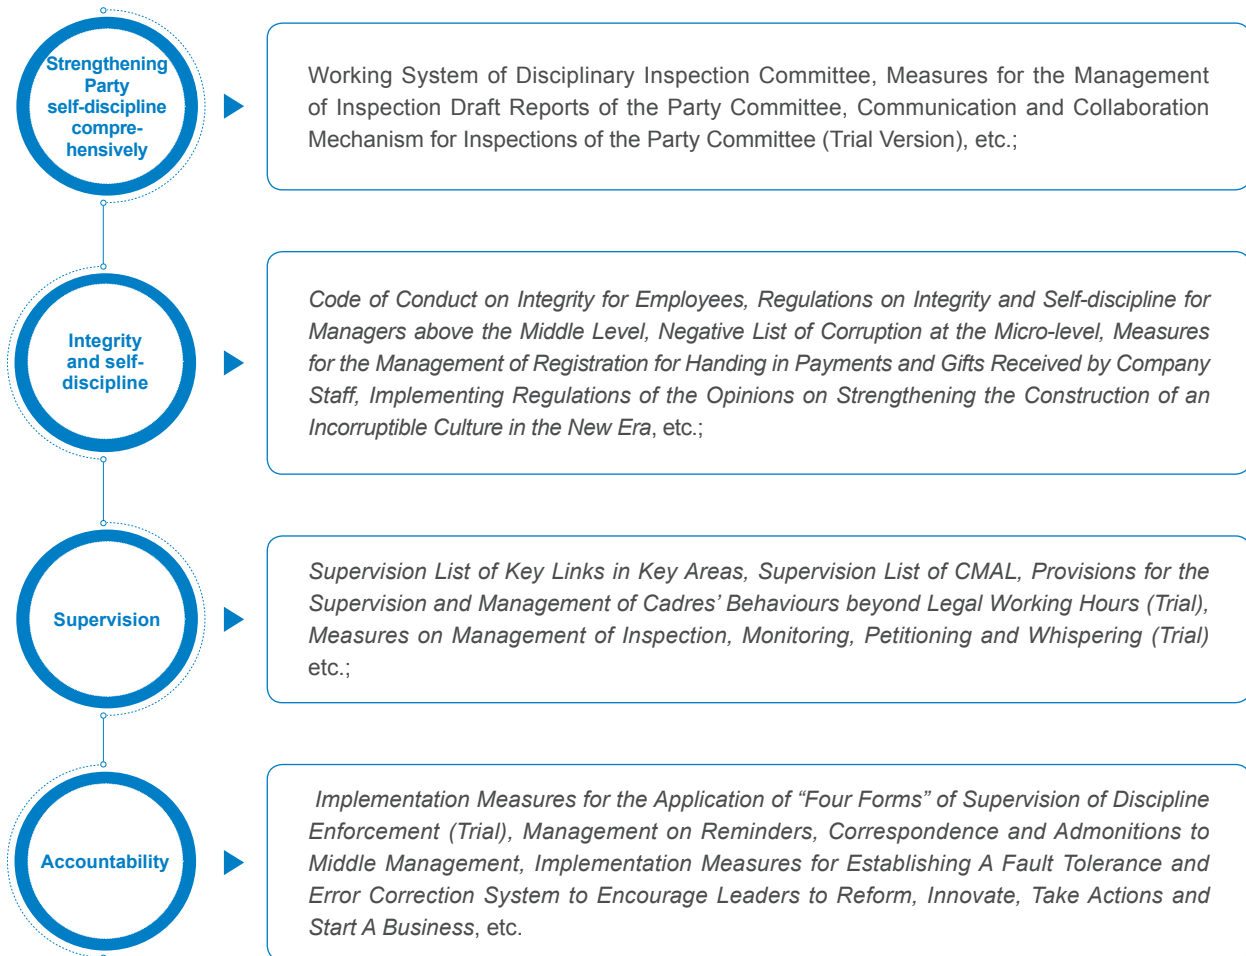 Strengthening
Party
self-discipline
compre-
hensively
Working System of Disciplinary Inspection Committee, Measures for the Management
of Inspection Draft Reports of the Party Committee, Communication and Collaboration
Mechanism for Inspections of the Party Committee (Trial Version), etc.;
Integrity
and self-
discipline
Code of Conduct on Integrity for Employees, Regulations on Integrity and Self-discipline for
Managers above the Middle Level, Negative List of Corruption at the Micro-level, Measures
for the Management of Registration for Handing in Payments and Gifts Received by Company
Staff, Implementing Regulations of the Opinions on Strengthening the Construction of an
Incorruptible Culture in the New Era, etc.;
Supervision
Supervision List of Key Links in Key Areas, Supervision List of CMAL, Provisions for the
Supervision and Management of Cadres’ Behaviours beyond Legal Working Hours (Trial),
Measures on Management of Inspection, Monitoring, Petitioning and Whispering (Trial)
etc.;
Accountability
Implementation Measures for the Application of “Four Forms” of Supervision of Discipline
Enforcement (Trial), Management on Reminders, Correspondence and Admonitions to
Middle Management, Implementation Measures for Establishing A Fault Tolerance and
Error Correction System to Encourage Leaders to Reform, Innovate, Take Actions and
Start A Business, etc.